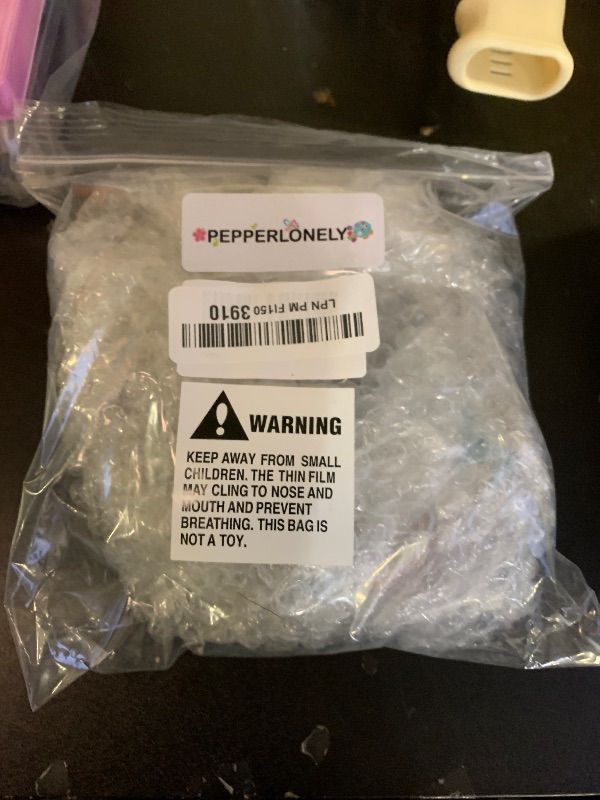 PEPPERLONELY
LPN PM FI150 3910
WARNING
KEEP AWAY FROM SMALL
CHILDREN. THE THIN FILM
MAY CLING TO NOSE AND
MOUTH AND PREVENT
BREATHING. THIS BAG IS
NOT A TOY.